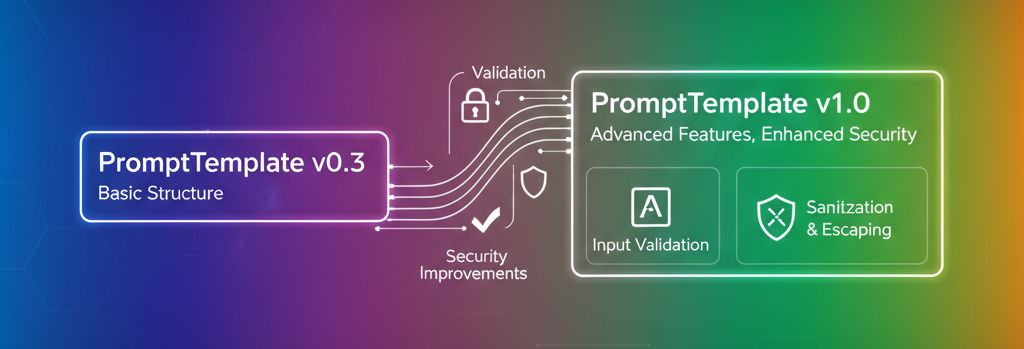 PromptTemplate v0.3
Basic Structure
Validation
Security
Improvements
PromptTemplate v1.0
Advanced Features, Enhanced Security
A
Input Validation
Sanitzation
& Escaping